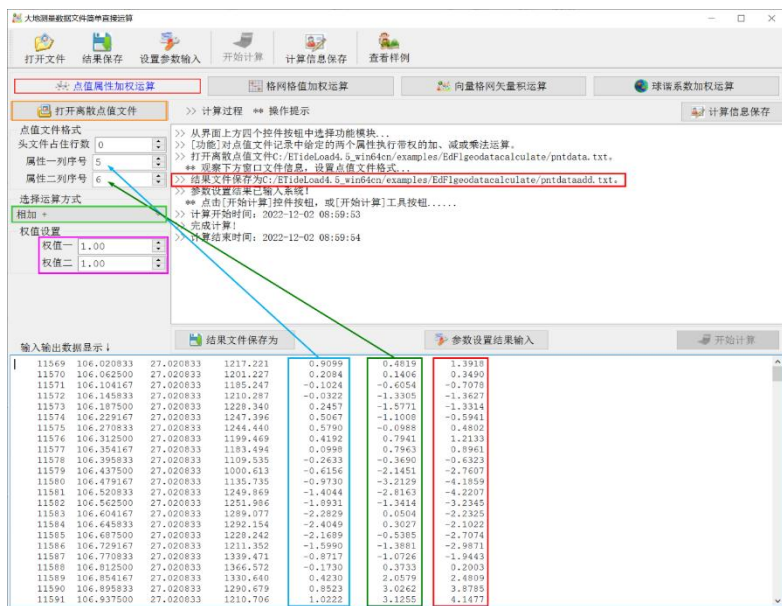 大地测量数据文件简单直接运算
打开文件 结果保存 设置参数输入 开始计算 计算信息保存 查看样例
点值属性加权运算 格网格值加权运算 向量格网矢量积运算 球谐系数加权运算
打开离散点值文件 >> 计算过程 ** 操作提示 计算信息保存
点值文件格式
头文件占住行数 0
属性一列序号 5
属性二列序号 6
选择运算方式
相加 +
权值设置
权值一 1.00
权值二 1.00
>> 从界面上方四个控件按钮中选择功能模块...
>> [功能]对点值文件记录中给定的两个属性执行带权的加、减或乘法运算。
>> 打开离散点值文件C:/ETideLoad4.5_win64cn/examples/EdFlgeodatacalculate/pntdata.txt。
** 观察下方窗口文件信息，设置点值文件格式...
>> 结果文件保存为C:/ETideLoad4.5_win64cn/examples/EdFlgeodatacalculate/pntdataadd.txt。
>> 参数设置结果已输入系统！
** 点击[开始计算]控件按钮，或[开始计算]工具按钮......
>> 计算开始时间：2022-12-02 08:59:53
>> 完成计算！
>> 计算结束时间：2022-12-02 08:59:54
输入输出数据显示↓ 结果文件保存为 参数设置结果输入 开始计算
11569 106.020833 27.020833 1217.221 0.9099 0.4819 1.3918
11570 106.062500 27.020833 1201.227 0.2084 0.1406 0.3490
11571 106.104167 27.020833 1185.247 -0.1024 -0.6054 -0.7078
11572 106.145833 27.020833 1210.287 -0.0322 -1.3305 -1.3627
11573 106.187500 27.020833 1228.340 0.2457 -1.5771 -1.3314
11574 106.229167 27.020833 1247.396 0.5067 -1.1008 -0.5941
11575 106.270833 27.020833 1244.440 0.5790 -0.0988 0.4802
11576 106.312500 27.020833 1199.469 0.4192 0.7941 1.2133
11577 106.354167 27.020833 1183.494 0.0998 0.7963 0.8961
11578 106.395833 27.020833 1109.535 -0.2633 -0.3690 -0.6323
11579 106.437500 27.020833 1000.613 -0.6156 -2.1451 -2.7607
11580 106.479167 27.020833 1135.735 -0.9730 -3.2129 -4.1859
11581 106.520833 27.020833 1249.869 -1.4044 -2.8163 -4.2207
11582 106.562500 27.020833 1251.986 -1.8931 -1.3414 -3.2345
11583 106.604167 27.020833 1289.077 -2.2829 0.0504 -2.2325
11584 106.645833 27.020833 1292.154 -2.4049 0.3027 -2.1022
11585 106.687500 27.020833 1228.242 -2.1689 -0.5385 -2.7074
11586 106.729167 27.020833 1211.352 -1.5990 -1.3881 -2.9871
11587 106.770833 27.020833 1339.471 -0.8717 -1.0726 -1.9443
11588 106.812500 27.020833 1366.572 -0.1730 0.3733 0.2003
11589 106.854167 27.020833 1330.640 0.4230 2.0579 2.4809
11590 106.895833 27.020833 1290.679 0.8523 3.0262 3.8785
11591 106.937500 27.020833 1210.706 1.0222 3.1255 4.1477